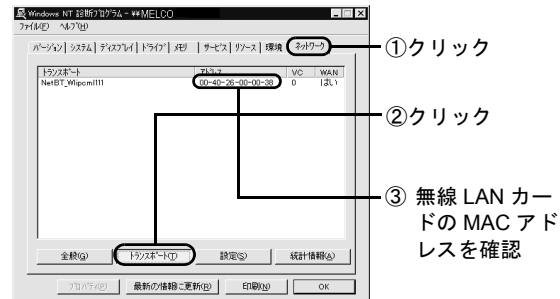 Windows NT 診断ﾌﾟﾛｸﾞﾗﾑ - ¥¥MELCO
ﾌｧｲﾙ(F) ﾍﾙﾌﾟ(H)
ﾊﾞｰｼﾞｮﾝ ｼｽﾃﾑ ﾃﾞｨｽﾌﾟﾚｲ ﾄﾞﾗｲﾌﾞ ﾒﾓﾘ ｻｰﾋﾞｽ ﾘｿｰｽ 環境 ﾈｯﾄﾜｰｸ
①クリック
ﾄﾗﾝｽﾎﾟｰﾄ ｱﾄﾞﾚｽ VC WAN
NetBT_Wlpcml11 00-40-26-00-00-38 0 はい
②クリック
③ 無線 LAN カー
ドの MAC アド
レスを確認
全般(G) ﾄﾗﾝｽﾎﾟｰﾄ(T) 設定(S) 統計情報(A)
ﾌﾟﾛﾊﾟﾃｨ(P) 最新の情報に更新(R) 印刷(N) OK